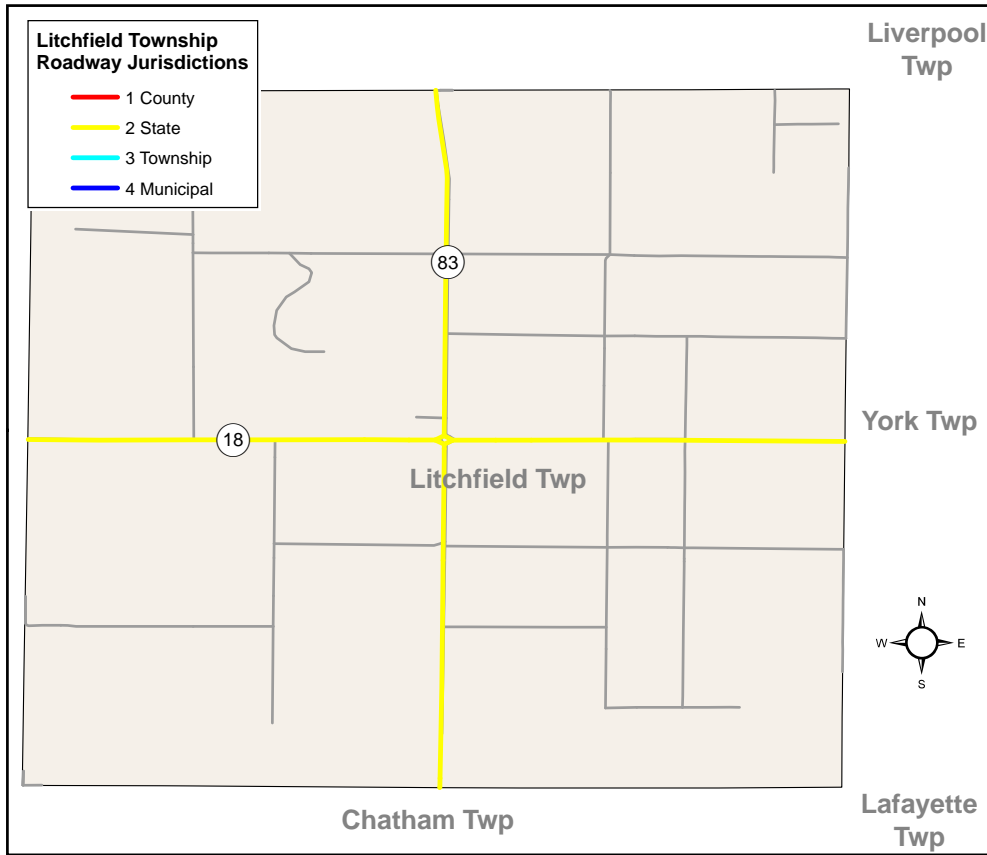 Litchfield Township
Roadway Jurisdictions
1 County
2 State
3 Township
4 Municipal
Liverpool
Twp
83
York Twp
18
Litchfield Twp
N
W
E
S
Chatham Twp
Lafayette
Twp